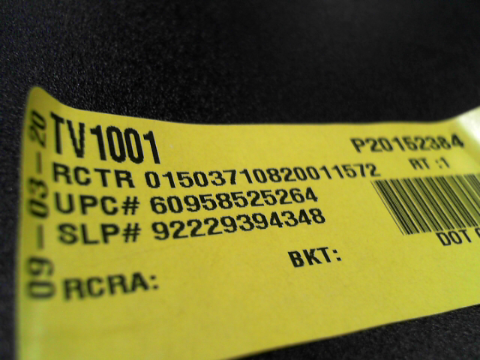 09-03-20
TV1001
P20152384
RCTR 01503710820011572
RT :1
UPC# 60958525264
SLP# 92229394348
DOT
BKT:
RCRA: